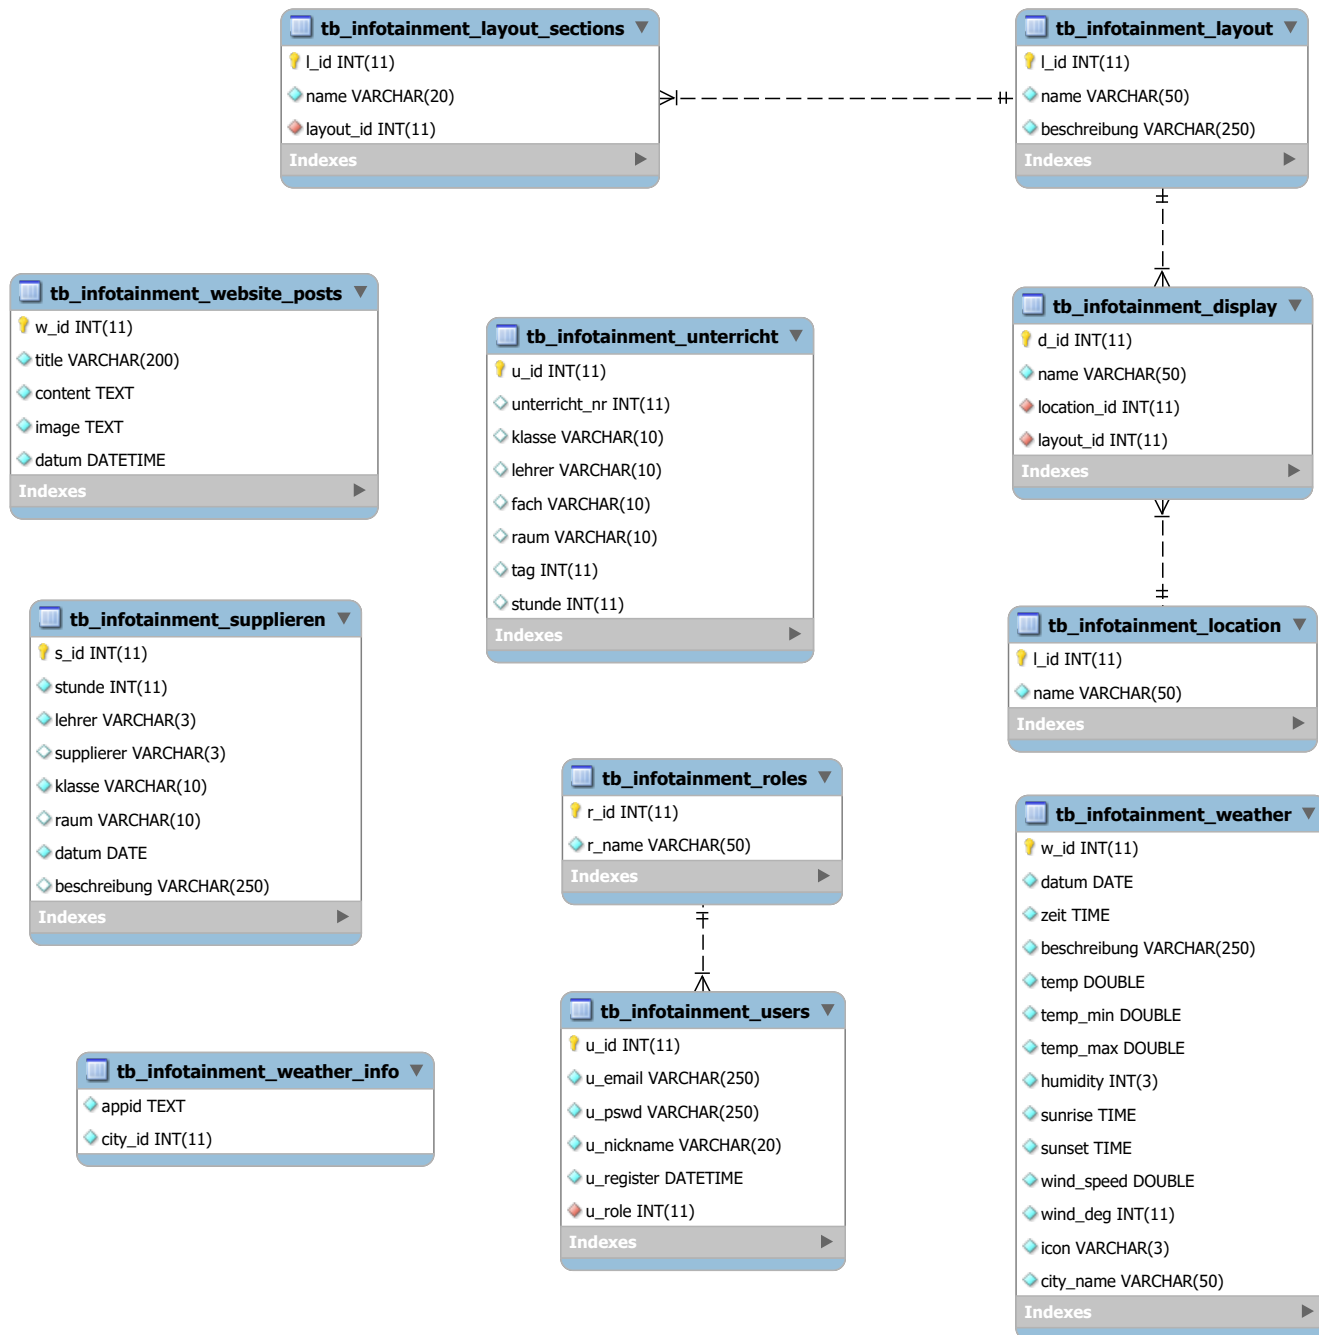 tb_infotainment_layout_sections
l_id INT(11)
name VARCHAR(20)
layout_id INT(11)
Indexes
tb_infotainment_layout
l_id INT(11)
name VARCHAR(50)
beschreibung VARCHAR(250)
Indexes
tb_infotainment_website_posts
w_id INT(11)
title VARCHAR(200)
content TEXT
image TEXT
datum DATETIME
Indexes
tb_infotainment_unterricht
u_id INT(11)
unterricht_nr INT(11)
klasse VARCHAR(10)
lehrer VARCHAR(10)
fach VARCHAR(10)
raum VARCHAR(10)
tag INT(11)
stunde INT(11)
Indexes
tb_infotainment_display
d_id INT(11)
name VARCHAR(50)
location_id INT(11)
layout_id INT(11)
Indexes
tb_infotainment_supplieren
s_id INT(11)
stunde INT(11)
lehrer VARCHAR(3)
supplierer VARCHAR(3)
klasse VARCHAR(10)
raum VARCHAR(10)
datum DATE
beschreibung VARCHAR(250)
Indexes
tb_infotainment_location
l_id INT(11)
name VARCHAR(50)
Indexes
tb_infotainment_roles
r_id INT(11)
r_name VARCHAR(50)
Indexes
tb_infotainment_weather
w_id INT(11)
datum DATE
zeit TIME
beschreibung VARCHAR(250)
temp DOUBLE
temp_min DOUBLE
temp_max DOUBLE
humidity INT(3)
sunrise TIME
sunset TIME
wind_speed DOUBLE
wind_deg INT(11)
icon VARCHAR(3)
city_name VARCHAR(50)
Indexes
tb_infotainment_users
u_id INT(11)
u_email VARCHAR(250)
u_pswd VARCHAR(250)
u_nickname VARCHAR(20)
u_register DATETIME
u_role INT(11)
Indexes
tb_infotainment_weather_info
appid TEXT
city_id INT(11)